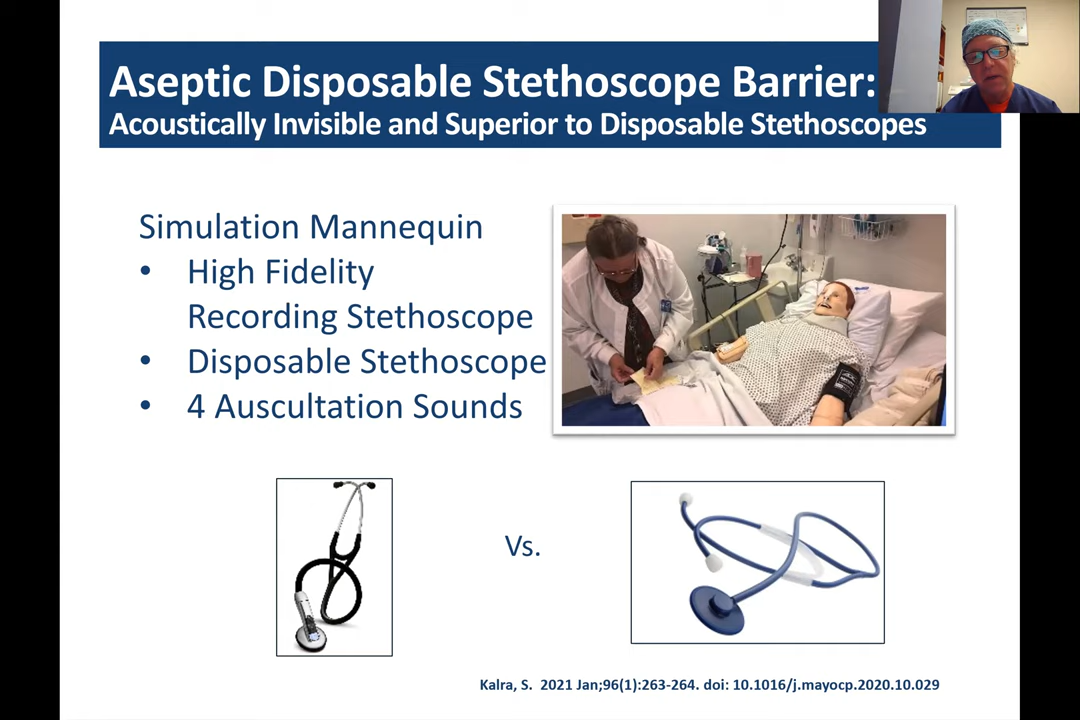 Aseptic Disposable Stethoscope Barrier:
Acoustically Invisible and Superior to Disposable Stethoscopes
Simulation Mannequin
• High Fidelity
Recording Stethoscope
• Disposable Stethoscope
• 4 Auscultation Sounds
Vs.
Kalra, S. 2021 Jan;96(1):263-264. doi: 10.1016/j.mayocp.2020.10.029